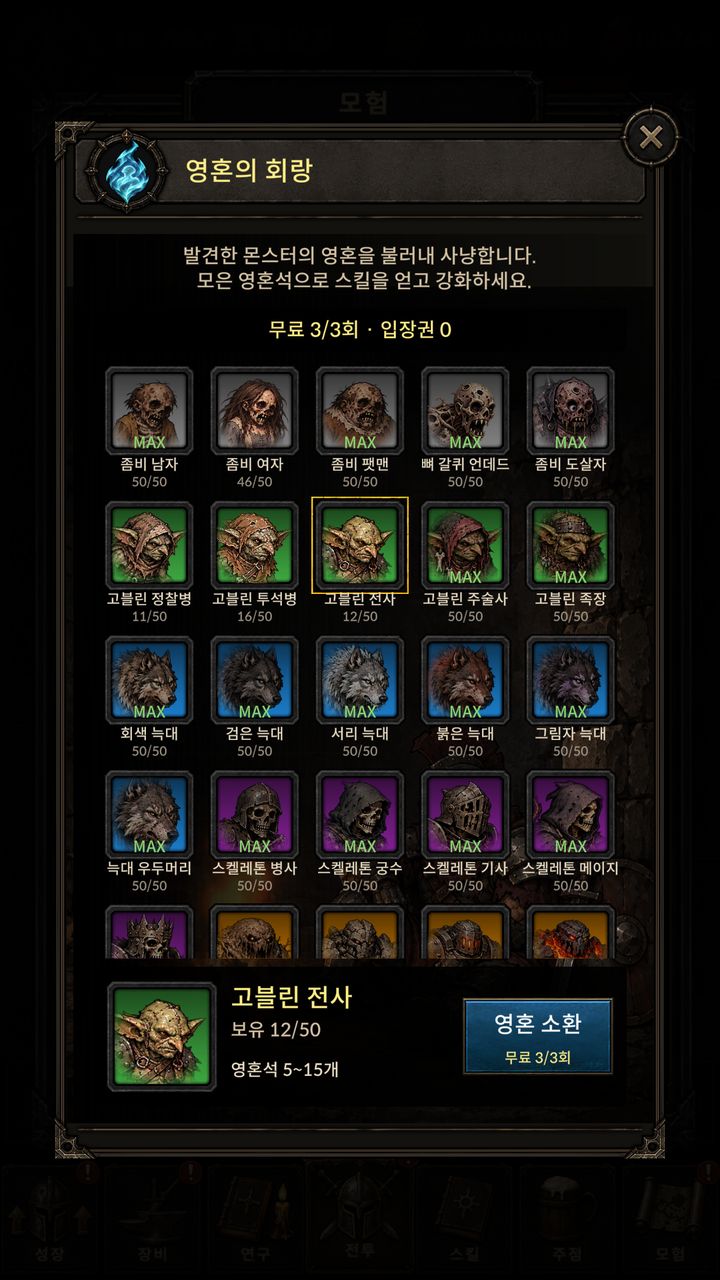 모험
영혼의 회랑
발견한 몬스터의 영혼을 불러내 사냥합니다.
모은 영혼석으로 스킬을 얻고 강화하세요.
무료 3/3회 · 입장권 0
MAX MAX MAX MAX
좀비 남자 좀비 여자 좀비 팻맨 뼈 갈퀴 언데드 좀비 도살자
50/50 46/50 50/50 50/50 50/50
MAX MAX
고블린 정찰병 고블린 투석병 고블린 전사 고블린 주술사 고블린 족장
11/50 16/50 12/50 50/50 50/50
MAX MAX MAX MAX MAX
회색 늑대 검은 늑대 서리 늑대 붉은 늑대 그림자 늑대
50/50 50/50 50/50 50/50 50/50
MAX MAX MAX MAX MAX
늑대 우두머리 스켈레톤 병사 스켈레톤 궁수 스켈레톤 기사 스켈레톤 메이지
50/50 50/50 50/50 50/50 50/50
고블린 전사
보유 12/50
영혼석 5~15개
영혼 소환
무료 3/3회
성장 장비 연구 전투 스킬 주점 모험